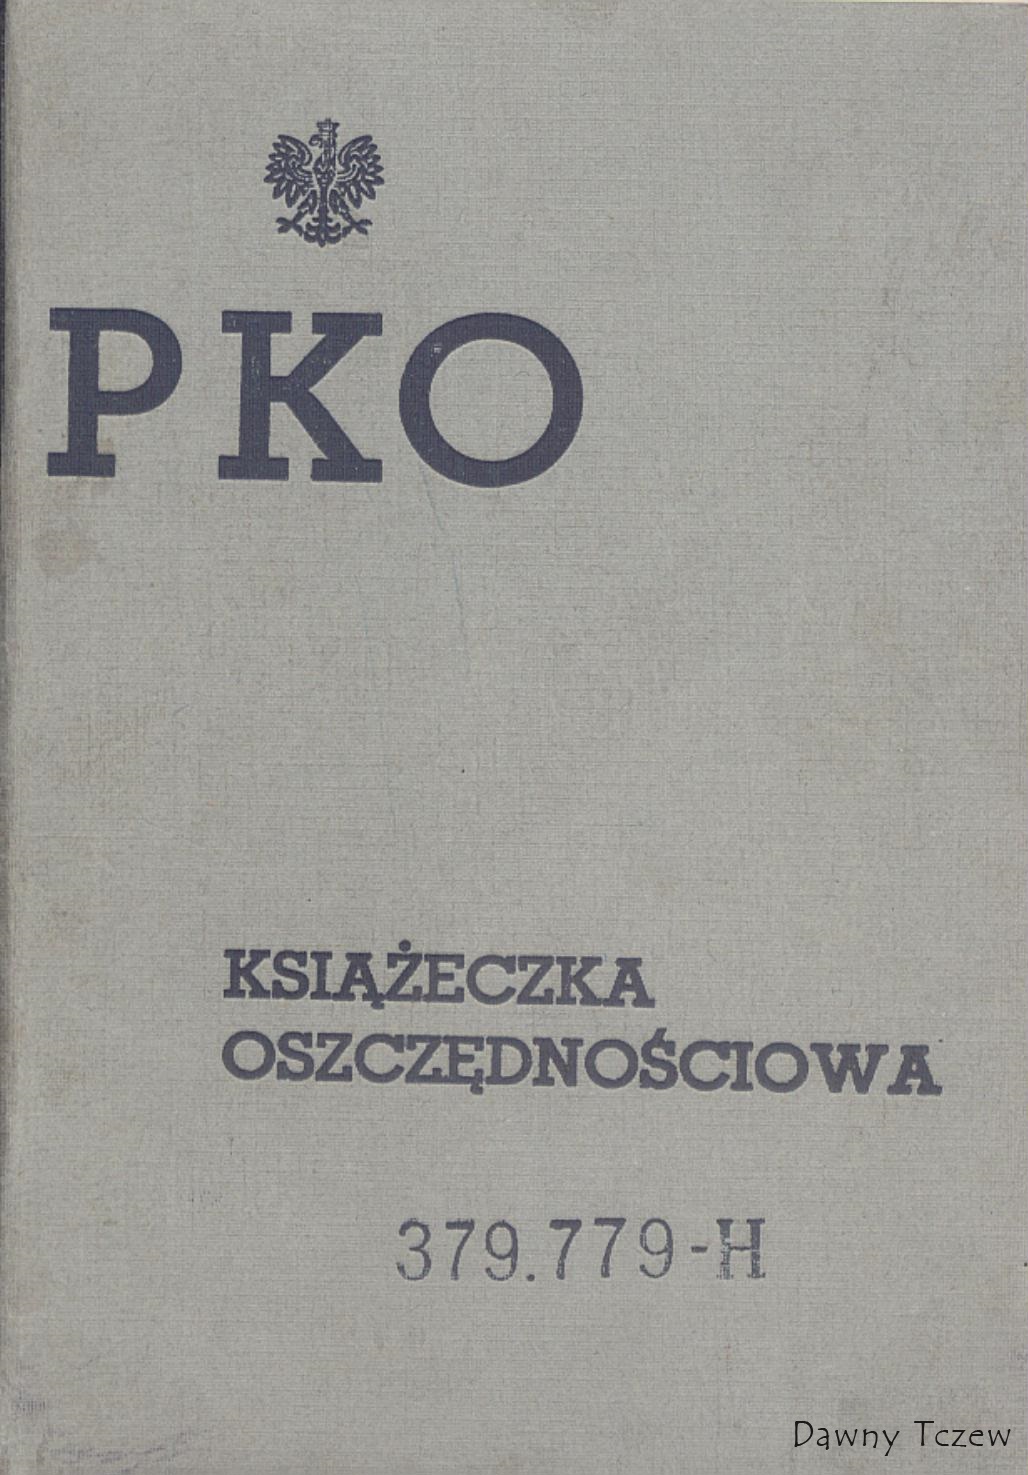 PKO
KSIĄŻECZKA
OSZCZĘDNOŚCIOWA
379.779-H
Dawny Tczew